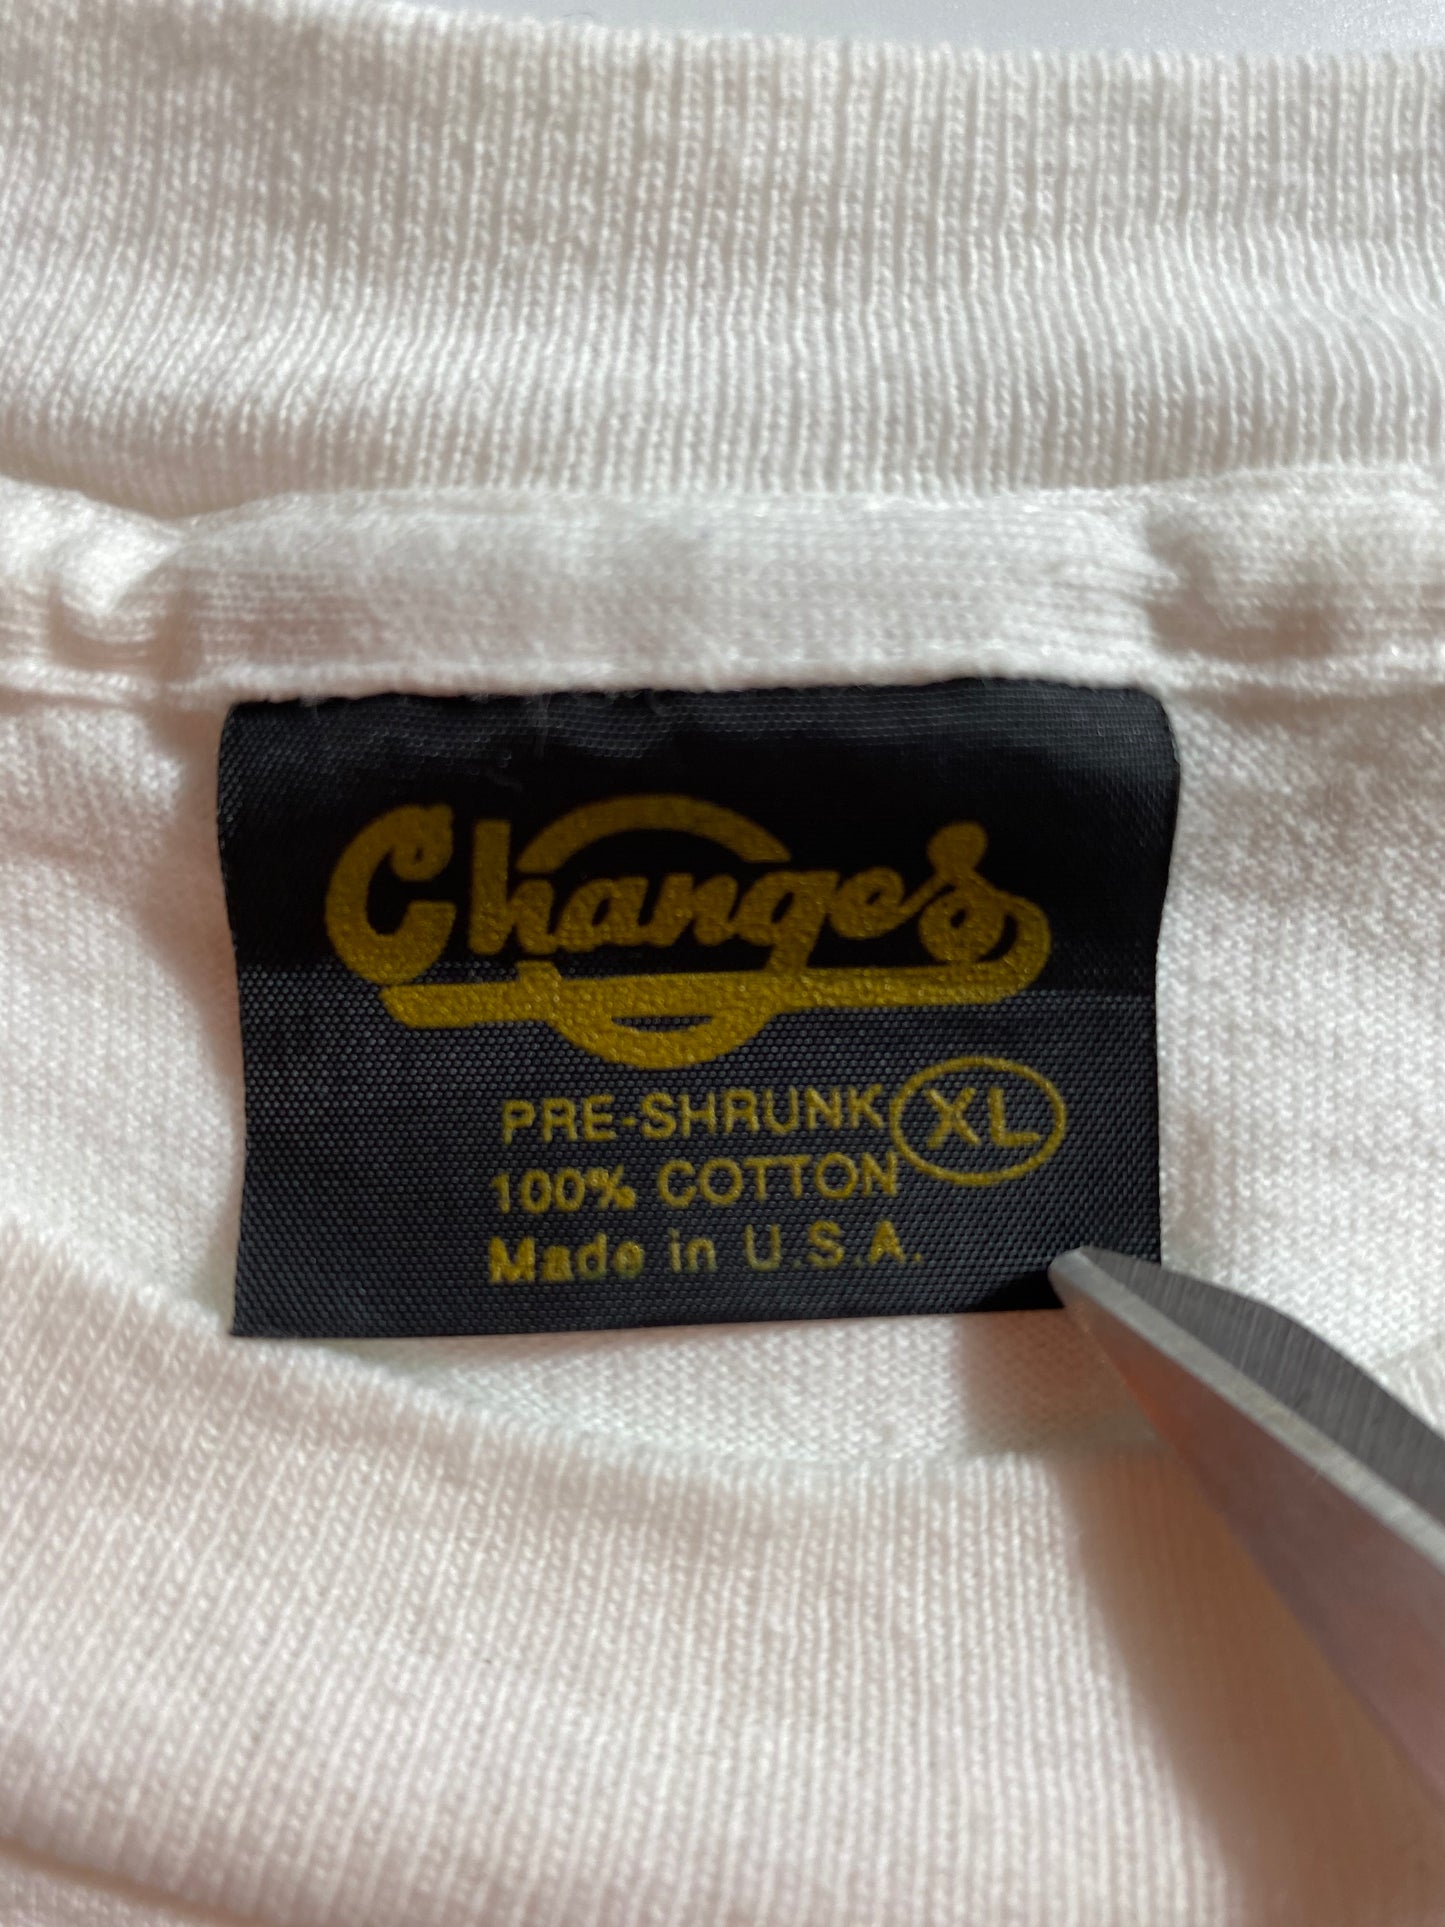 Changes
PRE-SHRUNK XL
100% COTTON
Made in U.S.A.